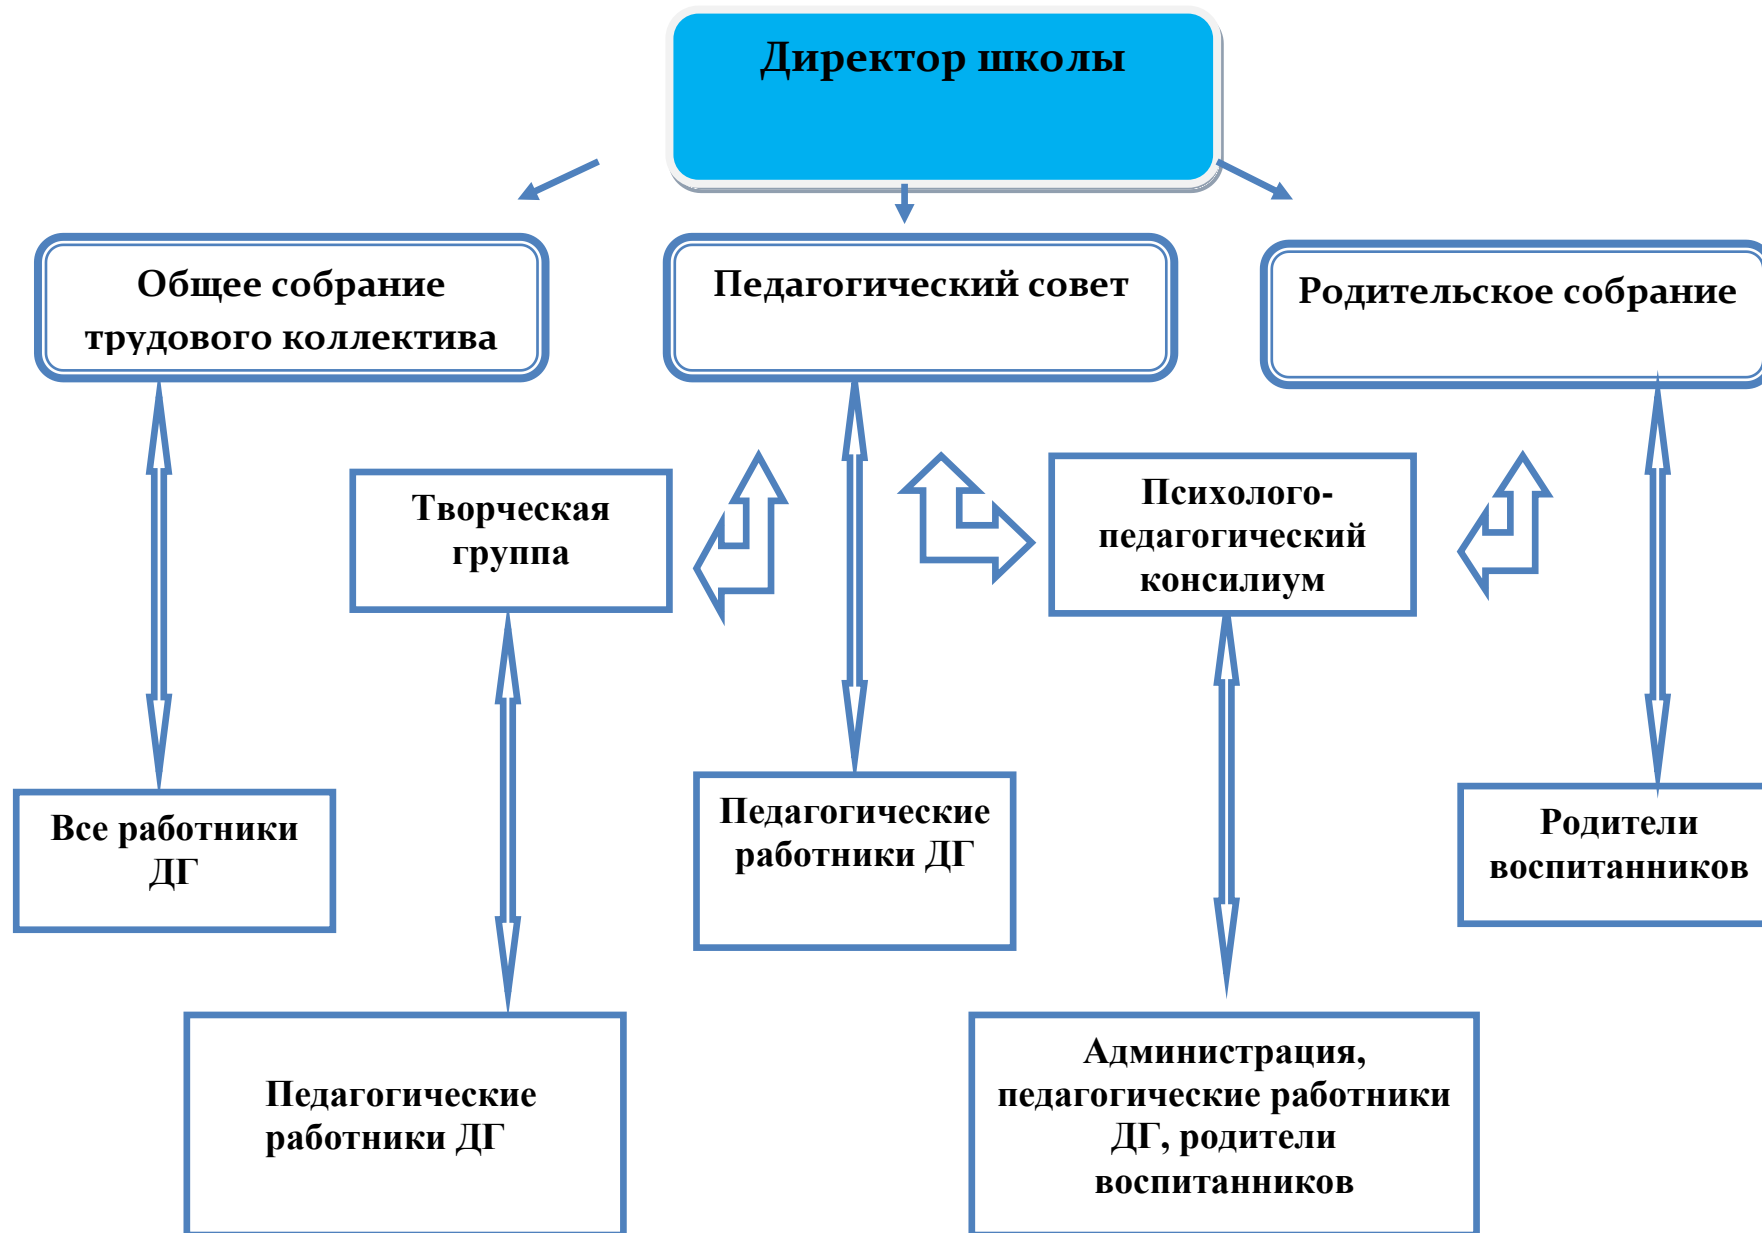 Директор школы
Общее собрание
трудового коллектива
Педагогический совет
Родительское собрание
Творческая
группа
Психолого-
педагогический
консилиум
Все работники
ДГ
Педагогические
работники ДГ
Родители
воспитанников
Педагогические
работники ДГ
Администрация,
педагогические работники
ДГ, родители
воспитанников